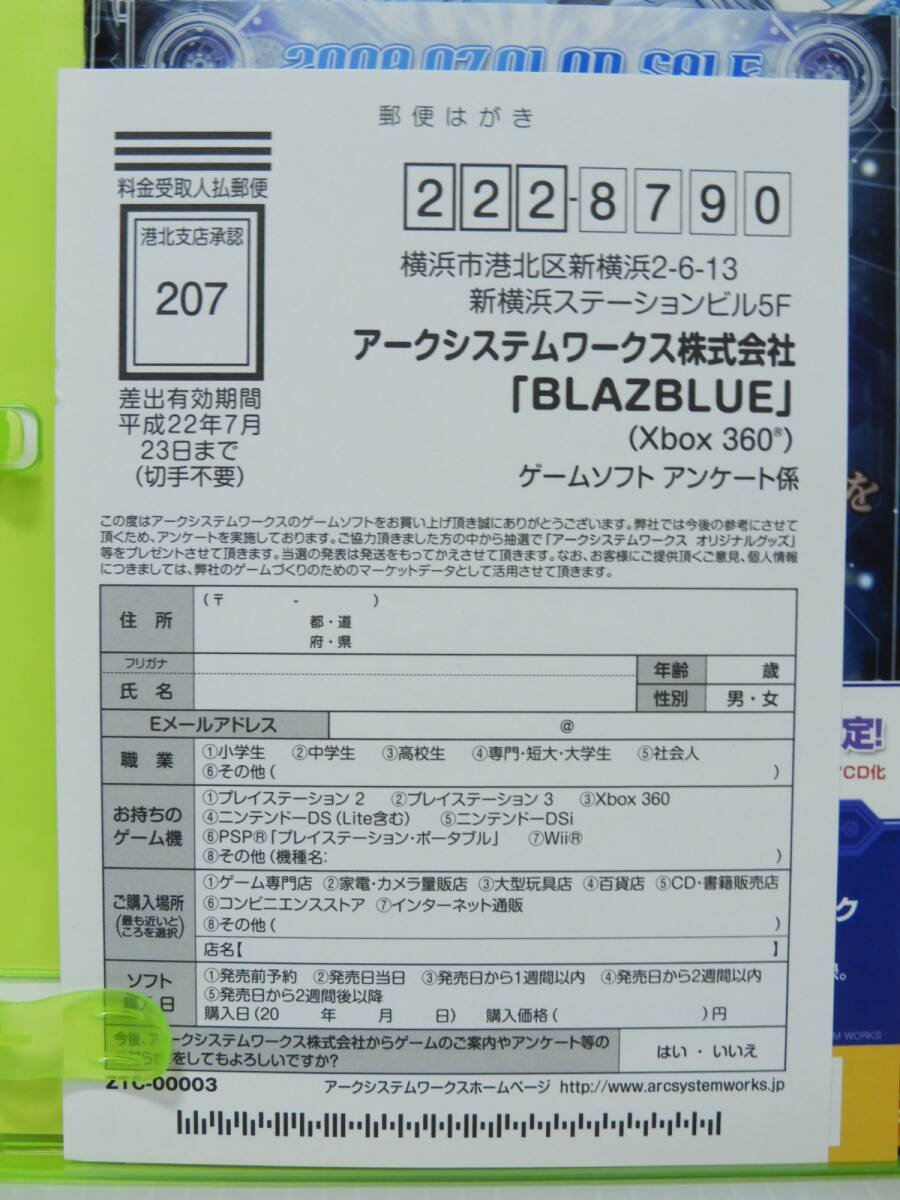 2009.07.01 ON SALE
郵便はがき
料金受取人払郵便
港北支店承認
207
差出有効期間
平成22年7月
23日まで
(切手不要)
222-8790
横浜市港北区新横浜2-6-13
新横浜ステーションビル5F
アークシステムワークス株式会社
「BLAZBLUE」
(Xbox 360®)
ゲームソフト アンケート係
を
この度はアークシステムワークスのゲームソフトをお買い上げ頂き誠にありがとうございます。弊社では今後の参考にさせて
頂くため、アンケートを実施しております。ご協力頂きました方の中から抽選で「アークシステムワークス オリジナルグッズ」
等をプレゼントさせて頂きます。当選の発表は発送をもってかえさせて頂きます。なお、お客様にご提供頂くご意見、個人情報
につきましては、弊社のゲームづくりのためのマーケットデータとして活用させて頂きます。
住所 (〒 - )
都・道
府・県
フリガナ
氏名
年齢 歳
性別 男・女
Eメールアドレス @
職業 ①小学生 ②中学生 ③高校生 ④専門・短大・大学生 ⑤社会人
⑥その他( )
お持ちの
ゲーム機
①プレイステーション 2 ②プレイステーション 3 ③Xbox 360
④ニンテンドーDS(Lite含む) ⑤ニンテンドーDSi
⑥PSP®「プレイステーション・ポータブル」 ⑦Wii®
⑧その他(機種名: )
ご購入場所
(最も近いと
ころを選択)
①ゲーム専門店 ②家電・カメラ量販店 ③大型玩具店 ④百貨店 ⑤CD・書籍販売店
⑥コンビニエンスストア ⑦インターネット通販
⑧その他( )
店名【 】
ソフト
購入日
①発売前予約 ②発売日当日 ③発売日から1週間以内 ④発売日から2週間以内
⑤発売日から2週間後以降
購入日(20 年 月 日) 購入価格( )円
今後、アークシステムワークス株式会社からゲームのご案内やアンケート等の
お知らせをしてもよろしいですか?
はい・いいえ
ZTC-00003
アークシステムワークスホームページ http://www.arcsystemworks.jp
定!
CD化
ク
。
M WORKS